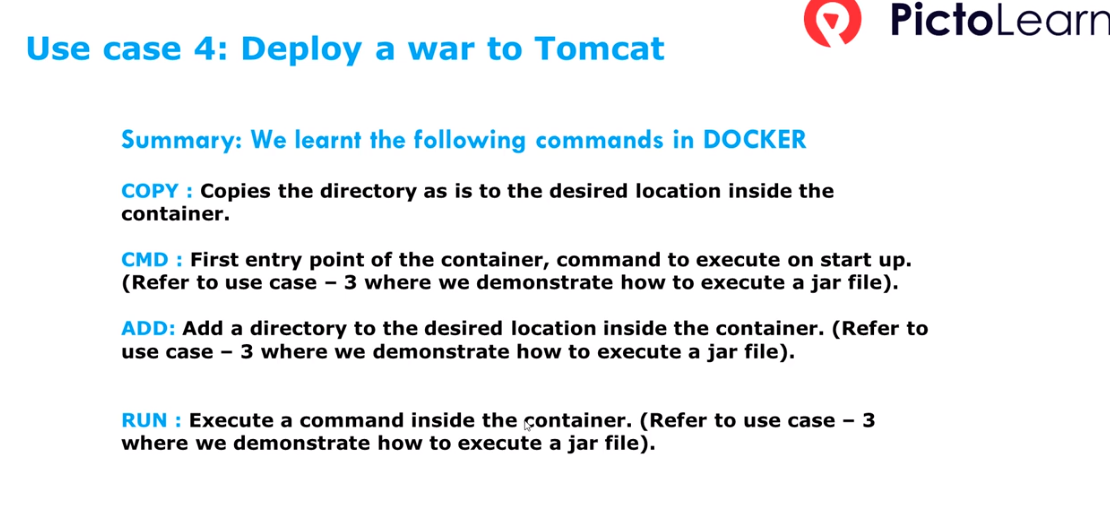 PictoLearn
Use case 4: Deploy a war to Tomcat
Summary: We learnt the following commands in DOCKER
COPY : Copies the directory as is to the desired location inside the
container.
CMD : First entry point of the container, command to execute on start up.
(Refer to use case – 3 where we demonstrate how to execute a jar file).
ADD: Add a directory to the desired location inside the container. (Refer to
use case – 3 where we demonstrate how to execute a jar file).
RUN : Execute a command inside the container. (Refer to use case – 3
where we demonstrate how to execute a jar file).